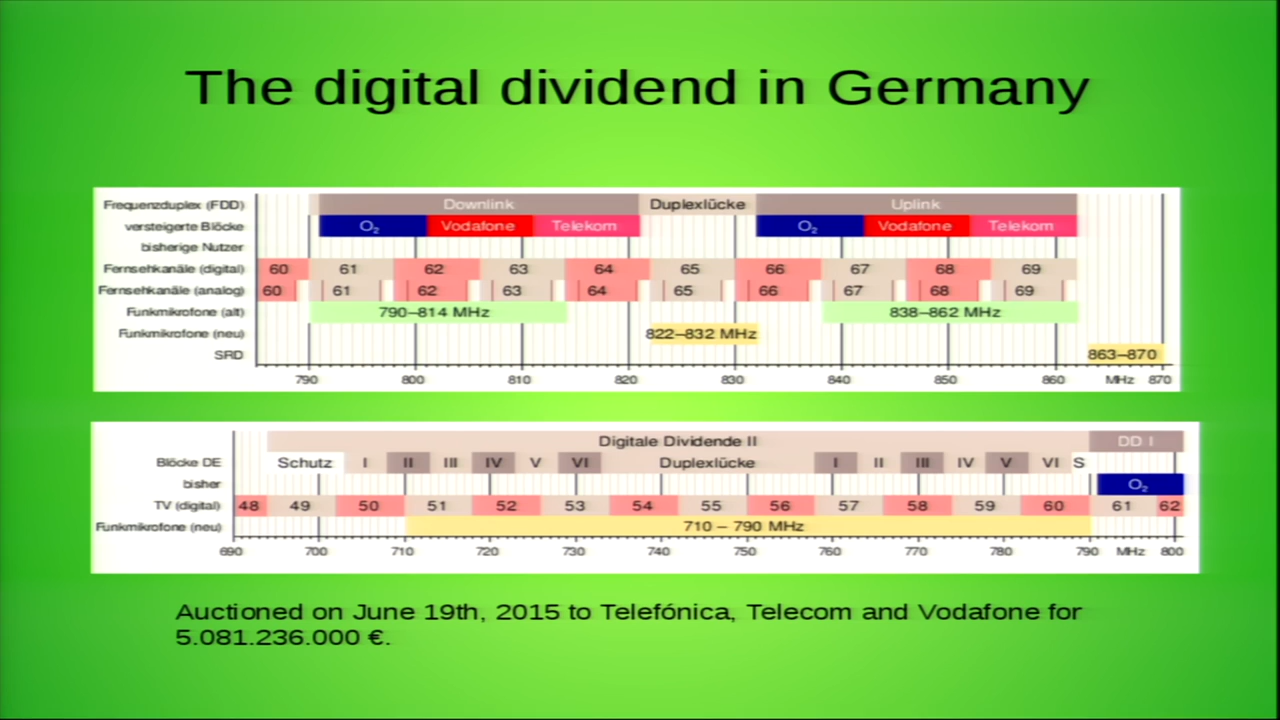 The digital dividend in Germany
Frequenzduplex (FDD) Downlink Duplexlücke Uplink
versteigerte Blöcke O₂ Vodafone Telekom O₂ Vodafone Telekom
bisherige Nutzer
Fernsehkanäle (digital) 60 61 62 63 64 65 66 67 68 69
Fernsehkanäle (analog) 60 61 62 63 64 65 66 67 68 69
Funkmikrofone (alt) 790–814 MHz 838–862 MHz
Funkmikrofone (neu) 822–832 MHz
SRD 863–870
790 800 810 820 830 840 850 860 MHz 870
Digitale Dividende II DD I
Blöcke DE Schutz I II III IV V VI Duplexlücke I II III IV V VI S
bisher O₂
TV (digital) 48 49 50 51 52 53 54 55 56 57 58 59 60 61 62
Funkmikrofone (neu) 710 – 790 MHz
690 700 710 720 730 740 750 760 770 780 790 MHz 800
Auctioned on June 19th, 2015 to Telefónica, Telecom and Vodafone for
5.081.236.000 €.